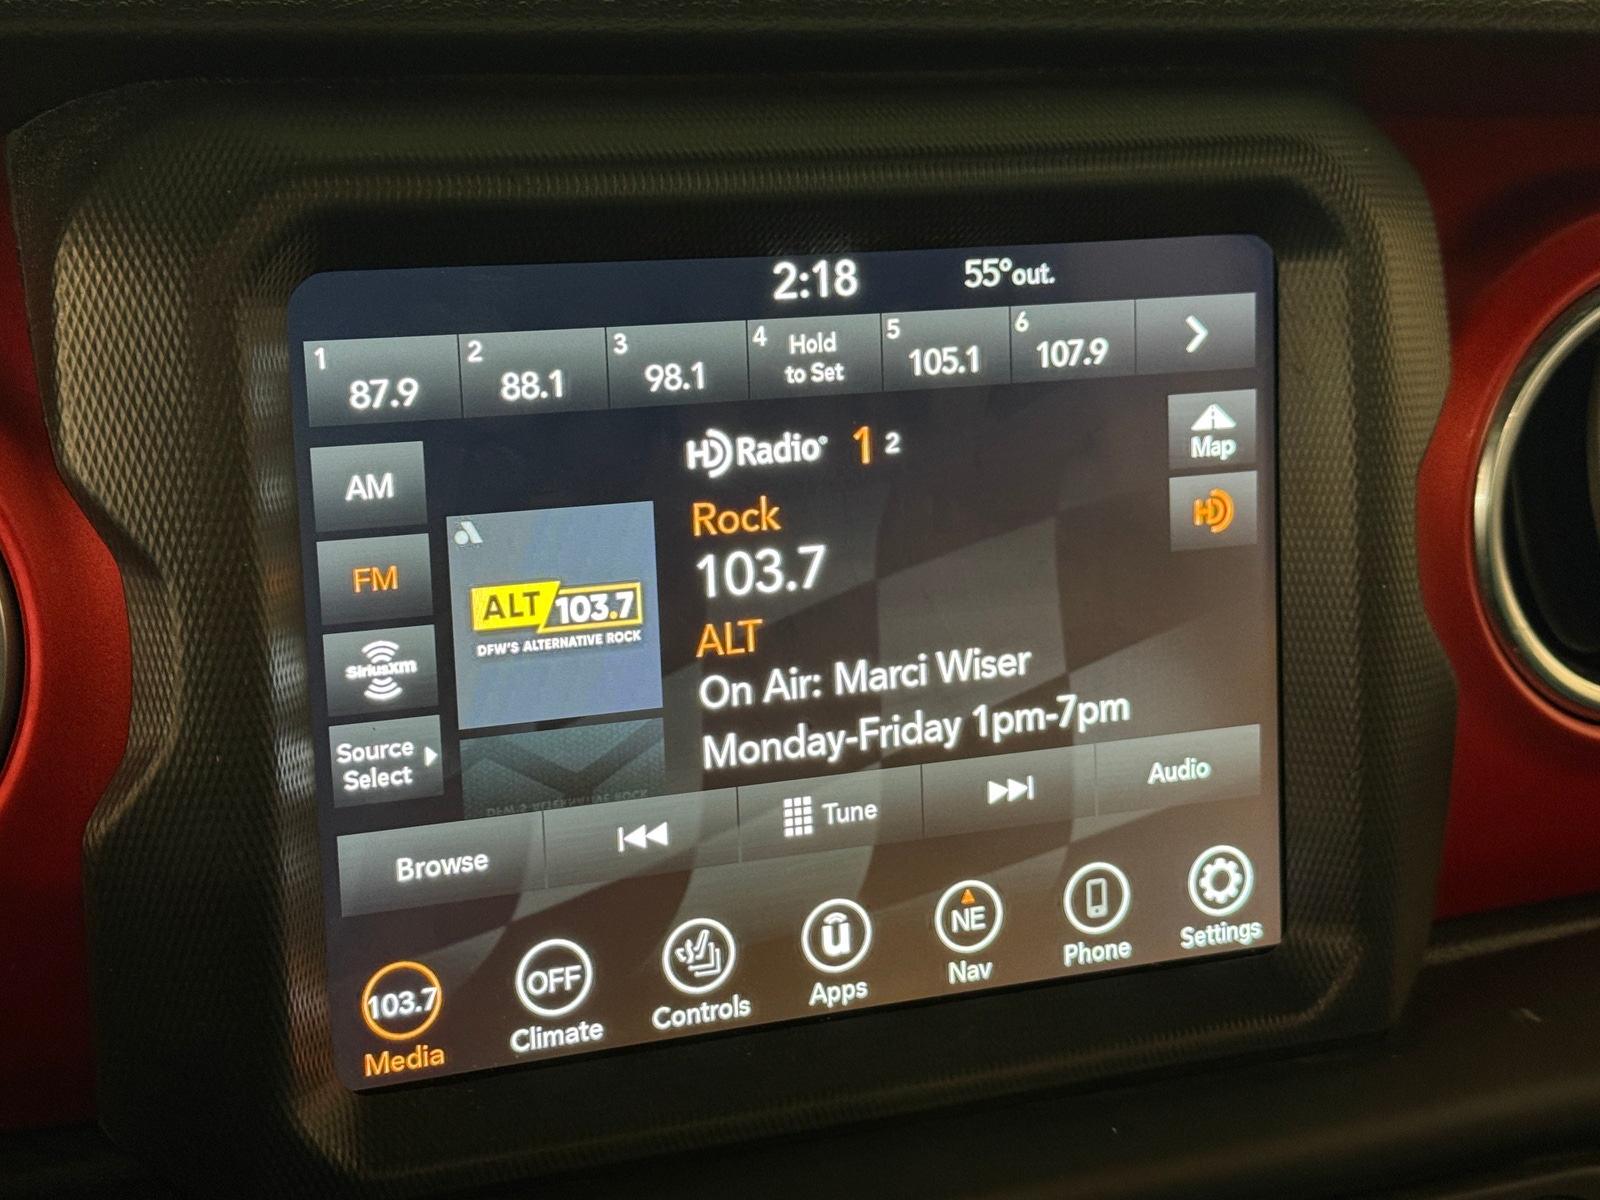 2:18 55°out.
1 87.9
2 88.1
3 98.1
4 Hold
to Set
5 105.1
6 107.9
HD Radio 1 2
Map
AM
Rock
HD
103.7
FM
ALT 103.7
DFW'S ALTERNATIVE ROCK
ALT
SiriusXM
On Air: Marci Wiser
Monday-Friday 1pm-7pm
Source
Select
Browse
Tune
Audio
103.7
Media
OFF
Climate
Controls
u
Apps
NE
Nav
Phone
Settings